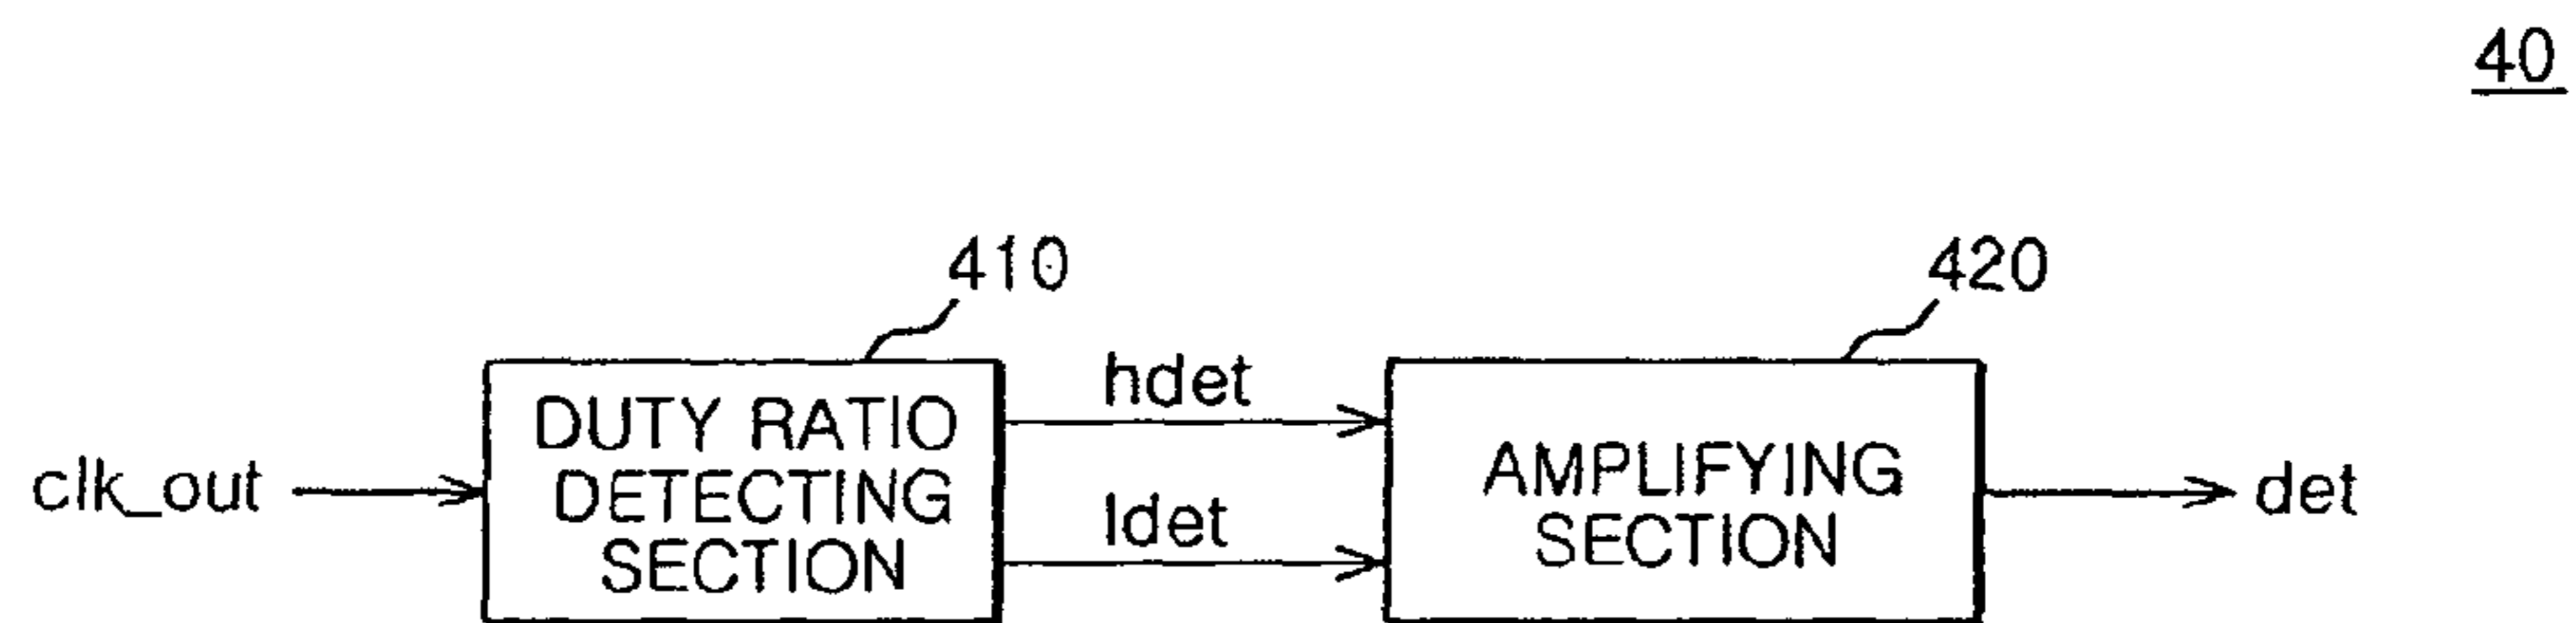 40
410
420
clk_out
DUTY RATIO
DETECTING
SECTION
hdet
ldet
AMPLIFYING
SECTION
det